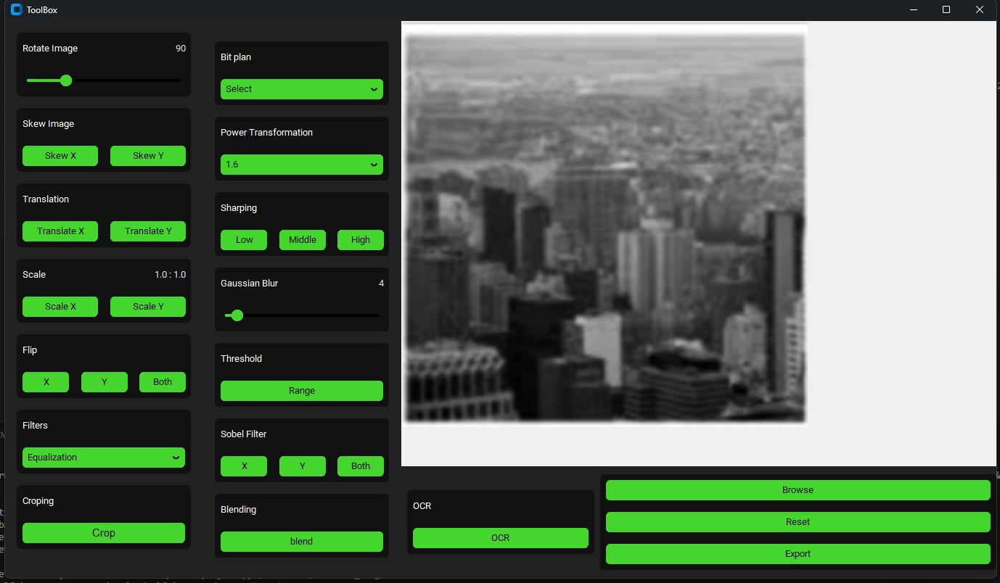 ToolBox
Rotate Image 90
Skew Image
Skew X Skew Y
Translation
Translate X Translate Y
Scale 1.0 : 1.0
Scale X Scale Y
Flip
X Y Both
Filters
Equalization
Croping
Crop
Bit plan
Select
Power Transformation
1.6
Sharping
Low Middle High
Gaussian Blur 4
Threshold
Range
Sobel Filter
X Y Both
Blending
blend
OCR
OCR
Browse
Reset
Export